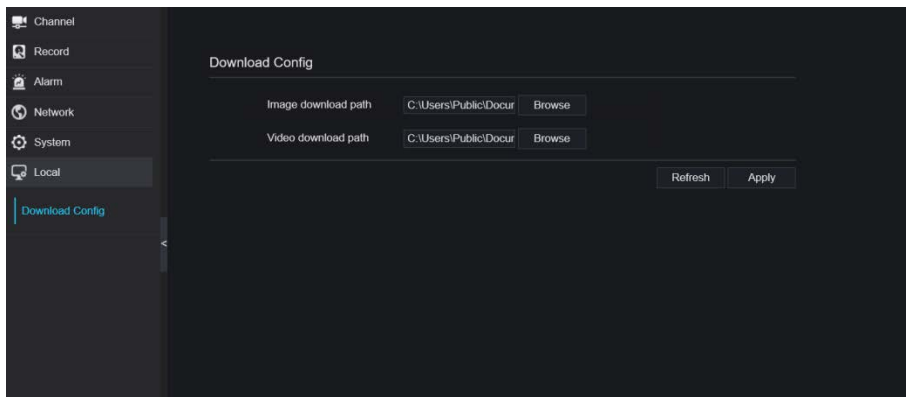 Channel
Record
Alarm
Network
System
Local
Download Config
<
Download Config
Image download path C:\Users\Public\Docur Browse
Video download path C:\Users\Public\Docur Browse
Refresh Apply